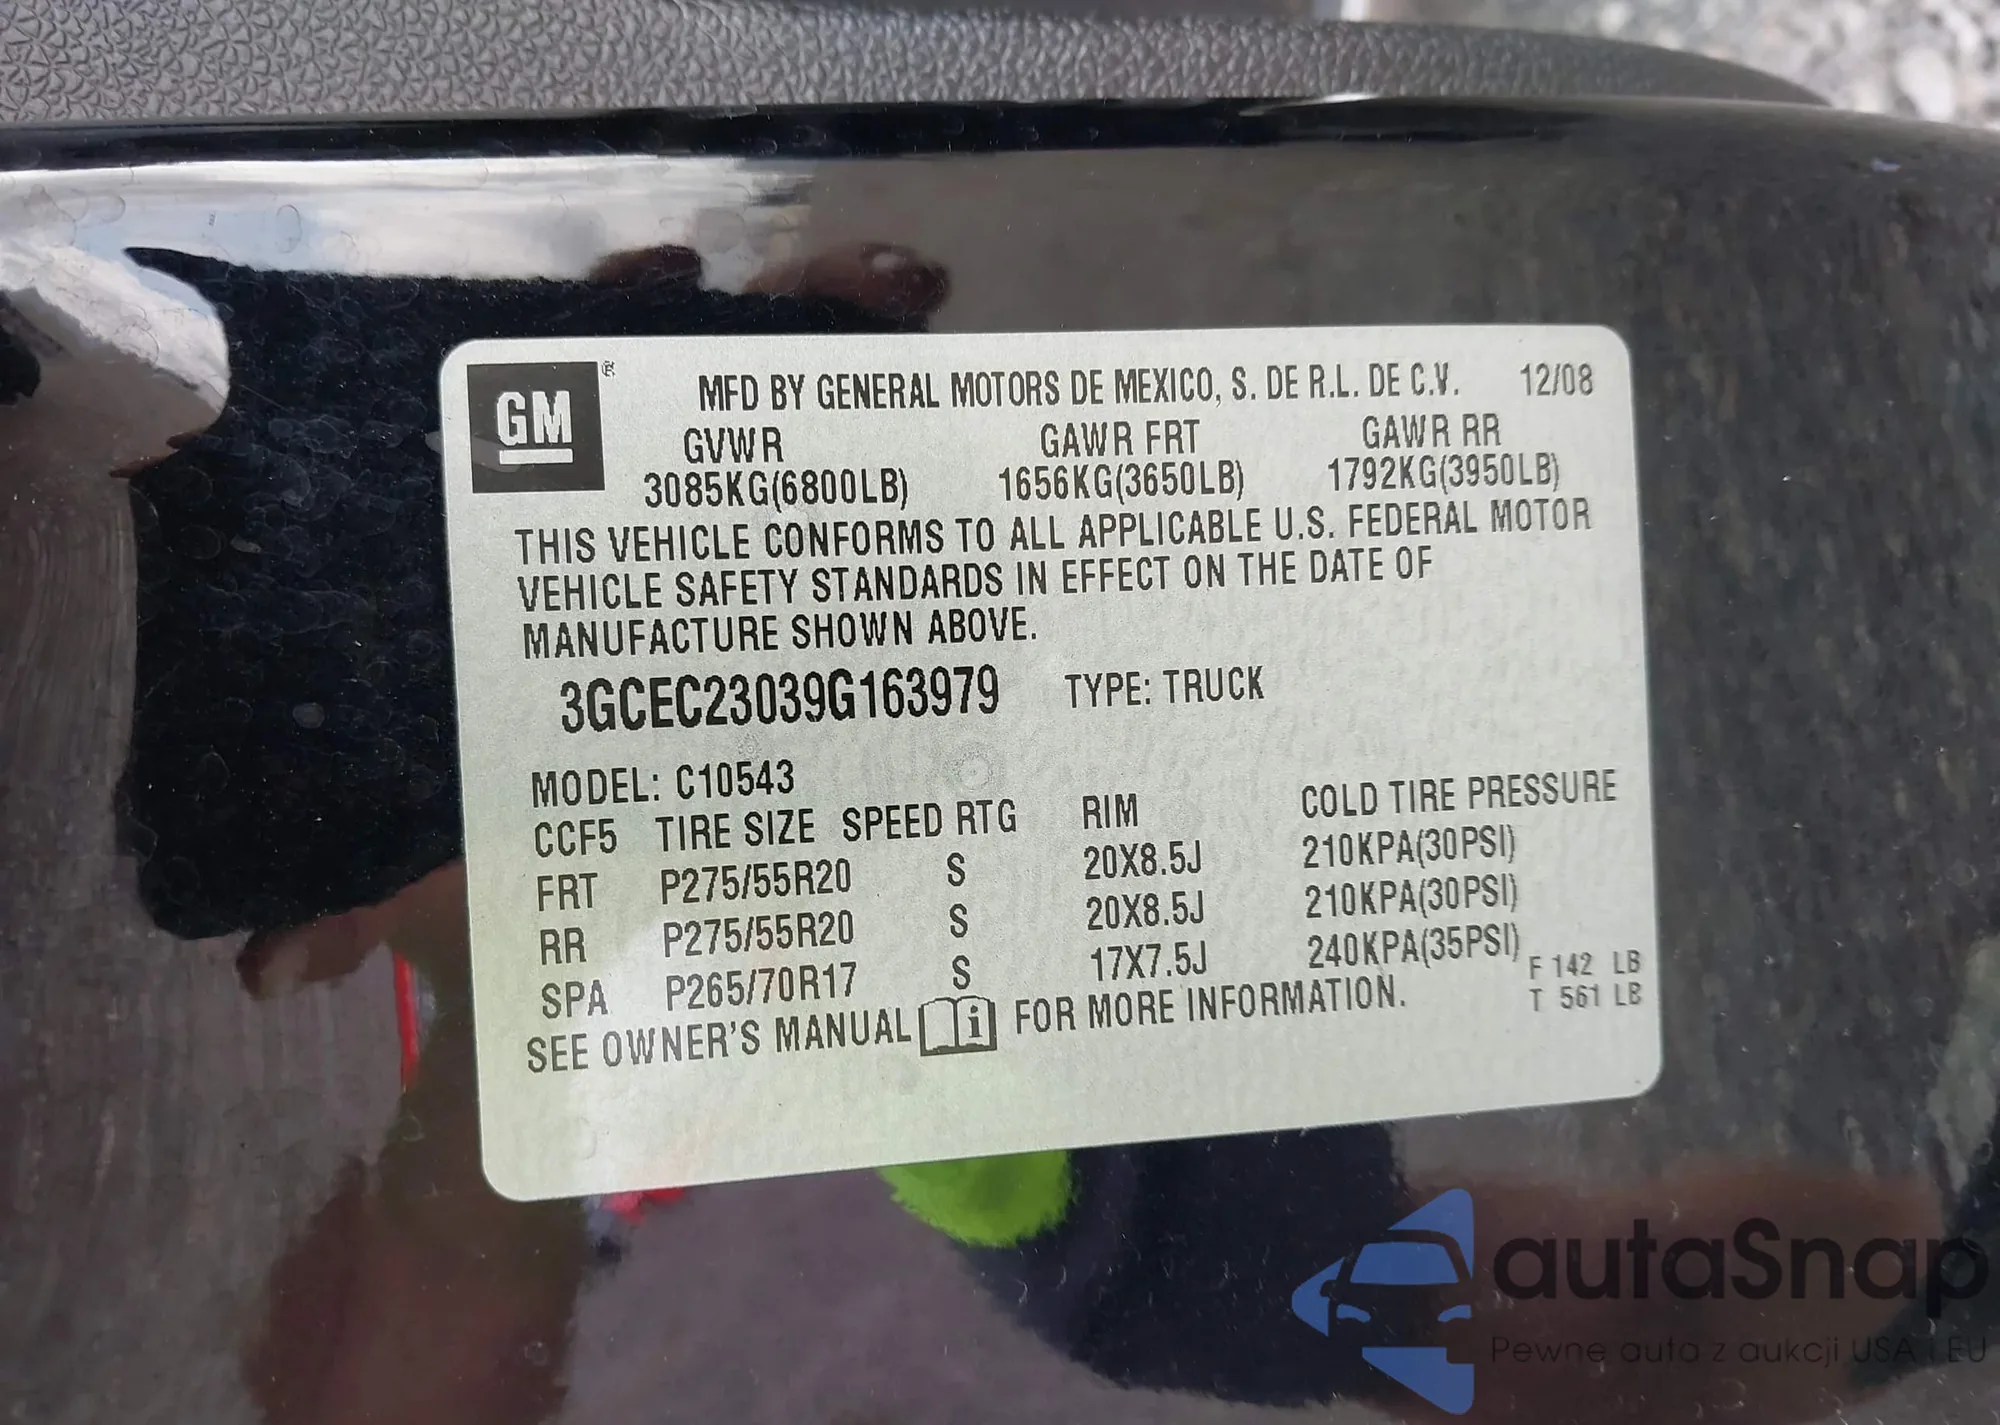 GM ®
MFD BY GENERAL MOTORS DE MEXICO, S. DE R.L. DE C.V. 12/08
GVWR GAWR FRT GAWR RR
3085KG(6800LB) 1656KG(3650LB) 1792KG(3950LB)
THIS VEHICLE CONFORMS TO ALL APPLICABLE U.S. FEDERAL MOTOR
VEHICLE SAFETY STANDARDS IN EFFECT ON THE DATE OF
MANUFACTURE SHOWN ABOVE.
3GCEC23039G163979 TYPE: TRUCK
MODEL: C10543
CCF5 TIRE SIZE SPEED RTG RIM COLD TIRE PRESSURE
FRT P275/55R20 S 20X8.5J 210KPA(30PSI)
RR P275/55R20 S 20X8.5J 210KPA(30PSI)
SPA P265/70R17 S 17X7.5J 240KPA(35PSI)
F 142 LB
T 561 LB
SEE OWNER'S MANUAL i FOR MORE INFORMATION.
autaSnap
Pewne auta z aukcji USA i EU